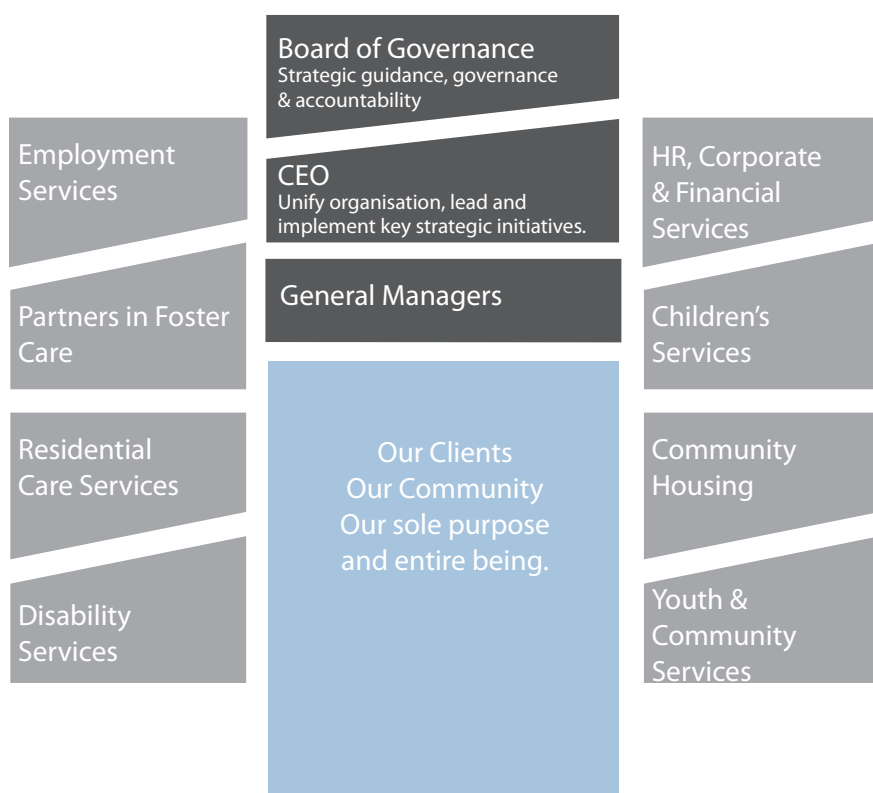 Board of Governance
Strategic guidance, governance
& accountability
CEO
Unify organisation, lead and
implement key strategic initiatives.
General Managers
Employment
Services
Partners in Foster
Care
Residential
Care Services
Disability
Services
Our Clients
Our Community
Our sole purpose
and entire being.
HR, Corporate
& Financial
Services
Children's
Services
Community
Housing
Youth &
Community
Services